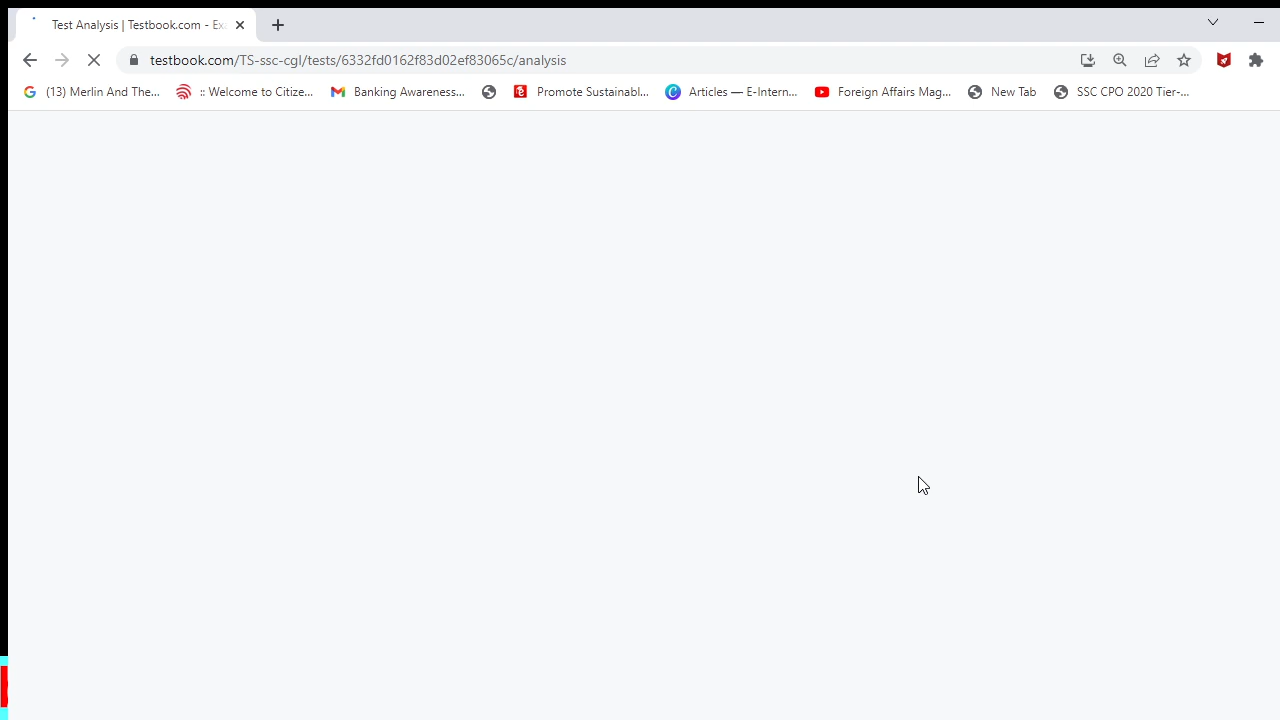 Test Analysis | Testbook.com - Exa
testbook.com/TS-ssc-cgl/tests/6332fd0162f83d02ef83065c/analysis
(13) Merlin And The... :: Welcome to Citize... Banking Awareness... Promote Sustainabl... Articles — E-Intern... Foreign Affairs Mag... New Tab SSC CPO 2020 Tier-...